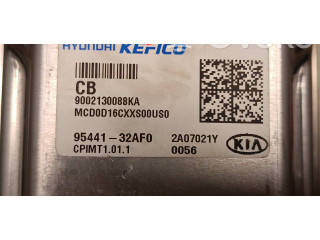 HYUNDAI KEFICO
CB
9002130088KA
MCD0D16CXXS00US0
95441-32AF0 2A07021Y
CPIMT1.01.1 0056
KIA